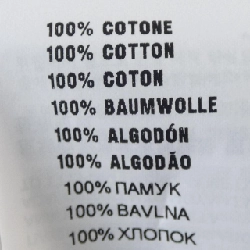 100% COTONE
100% COTTON
100% COTON
100% BAUMWOLLE
100% ALGODÓN
100% ALGODÃO
100% ПАМУК
100% BAVLNA
100% ХЛОПОК